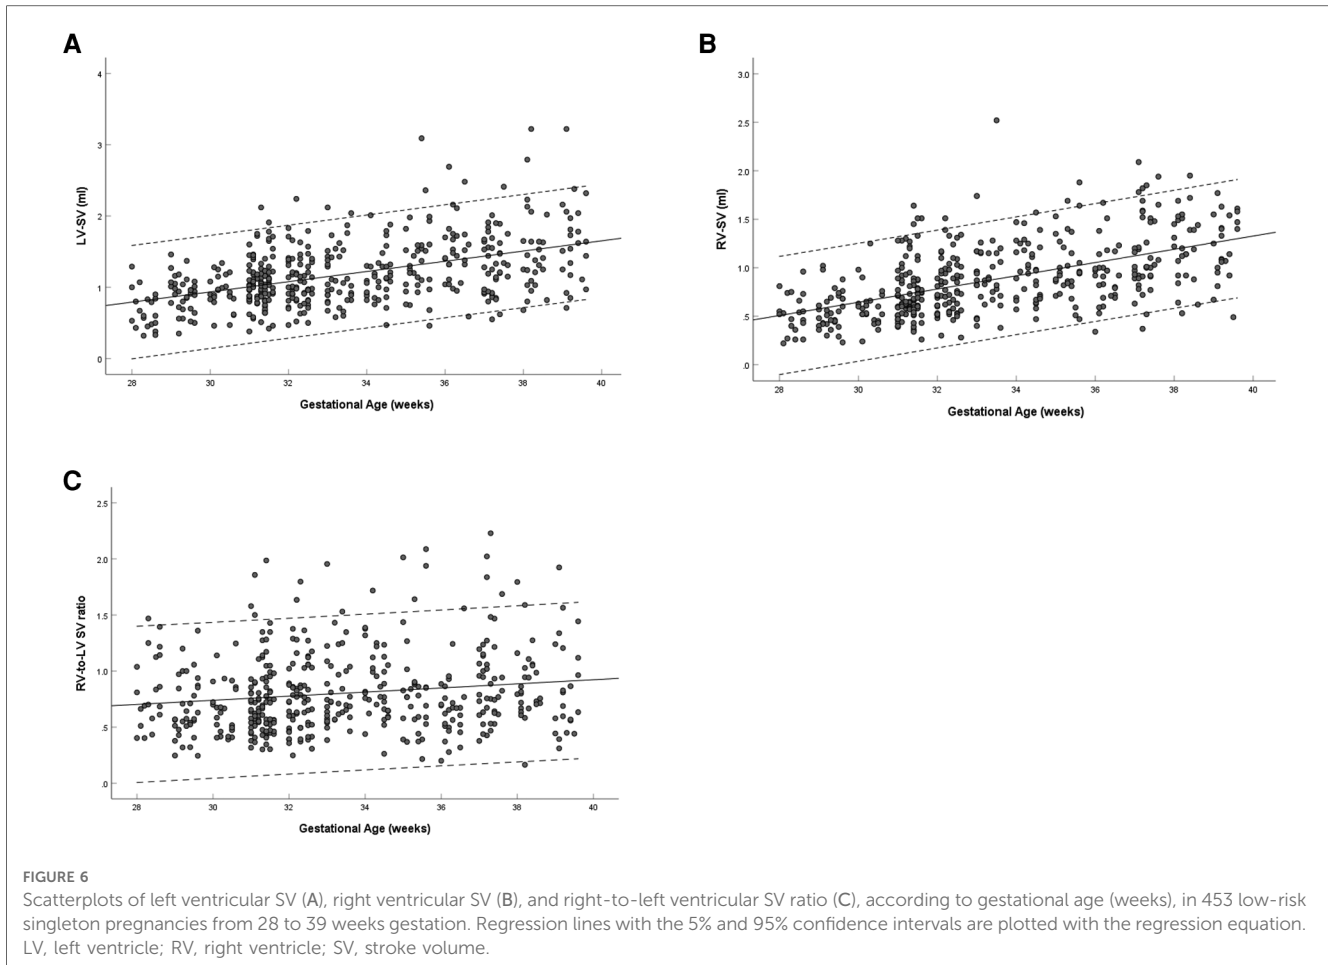 A
4
3
2
1
0
LV-SV (ml)
28 30 32 34 36 38 40
Gestational Age (weeks)
B
3.0
2.5
2.0
1.5
1.0
.5
.0
RV-SV (ml)
28 30 32 34 36 38 40
Gestational Age (weeks)
C
2.5
2.0
1.5
1.0
.5
.0
RV-to-LV SV ratio
28 30 32 34 36 38 40
Gestational Age (weeks)
FIGURE 6
Scatterplots of left ventricular SV (A), right ventricular SV (B), and right-to-left ventricular SV ratio (C), according to gestational age (weeks), in 453 low-risk
singleton pregnancies from 28 to 39 weeks gestation. Regression lines with the 5% and 95% confidence intervals are plotted with the regression equation.
LV, left ventricle; RV, right ventricle; SV, stroke volume.